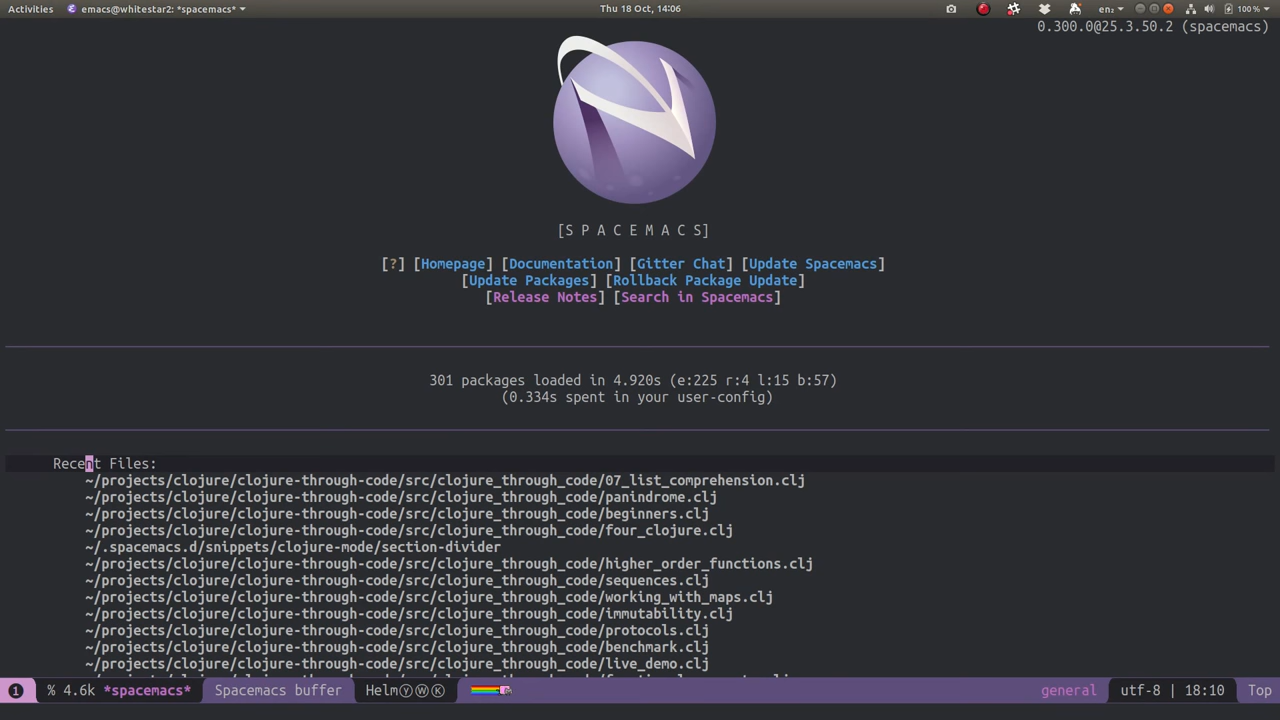 Activities emacs@whitestar2: *spacemacs* Thu 18 Oct, 14:06 en₂ 100%
0.300.0@25.3.50.2 (spacemacs)
[S P A C E M A C S]
[?] [Homepage] [Documentation] [Gitter Chat] [Update Spacemacs]
[Update Packages] [Rollback Package Update]
[Release Notes] [Search in Spacemacs]
301 packages loaded in 4.920s (e:225 r:4 l:15 b:57)
(0.334s spent in your user-config)
Recent Files:
~/projects/clojure/clojure-through-code/src/clojure_through_code/07_list_comprehension.clj
~/projects/clojure/clojure-through-code/src/clojure_through_code/panindrome.clj
~/projects/clojure/clojure-through-code/src/clojure_through_code/beginners.clj
~/projects/clojure/clojure-through-code/src/clojure_through_code/four_clojure.clj
~/.spacemacs.d/snippets/clojure-mode/section-divider
~/projects/clojure/clojure-through-code/src/clojure_through_code/higher_order_functions.clj
~/projects/clojure/clojure-through-code/src/clojure_through_code/sequences.clj
~/projects/clojure/clojure-through-code/src/clojure_through_code/working_with_maps.clj
~/projects/clojure/clojure-through-code/src/clojure_through_code/immutability.clj
~/projects/clojure/clojure-through-code/src/clojure_through_code/protocols.clj
~/projects/clojure/clojure-through-code/src/clojure_through_code/benchmark.clj
~/projects/clojure/clojure-through-code/src/clojure_through_code/live_demo.clj
❶ % 4.6k *spacemacs* Spacemacs buffer HelmⓎⓌⓀ general utf-8 | 18:10 Top